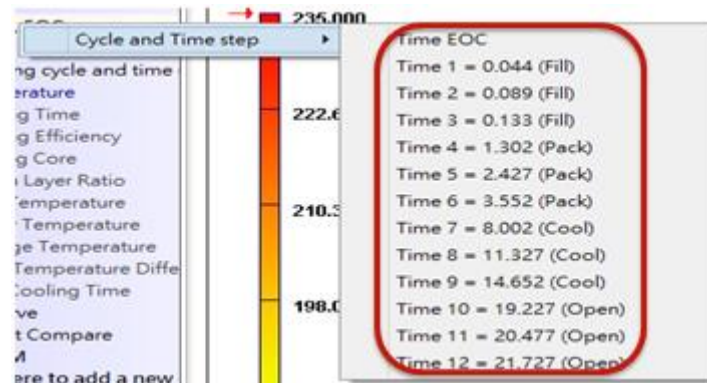 Cycle and Time step
ng cycle and time
erature
g Time
g Efficiency
g Core
Layer Ratio
emperature
Temperature
ge Temperature
Temperature Diffe
Cooling Time
ve
t Compare
M
ere to add a new
235.000
222.6
210.3
198.0
Time EOC
Time 1 = 0.044 (Fill)
Time 2 = 0.089 (Fill)
Time 3 = 0.133 (Fill)
Time 4 = 1.302 (Pack)
Time 5 = 2.427 (Pack)
Time 6 = 3.552 (Pack)
Time 7 = 8.002 (Cool)
Time 8 = 11.327 (Cool)
Time 9 = 14.652 (Cool)
Time 10 = 19.227 (Open)
Time 11 = 20.477 (Open)
Time 12 = 21.727 (Open)